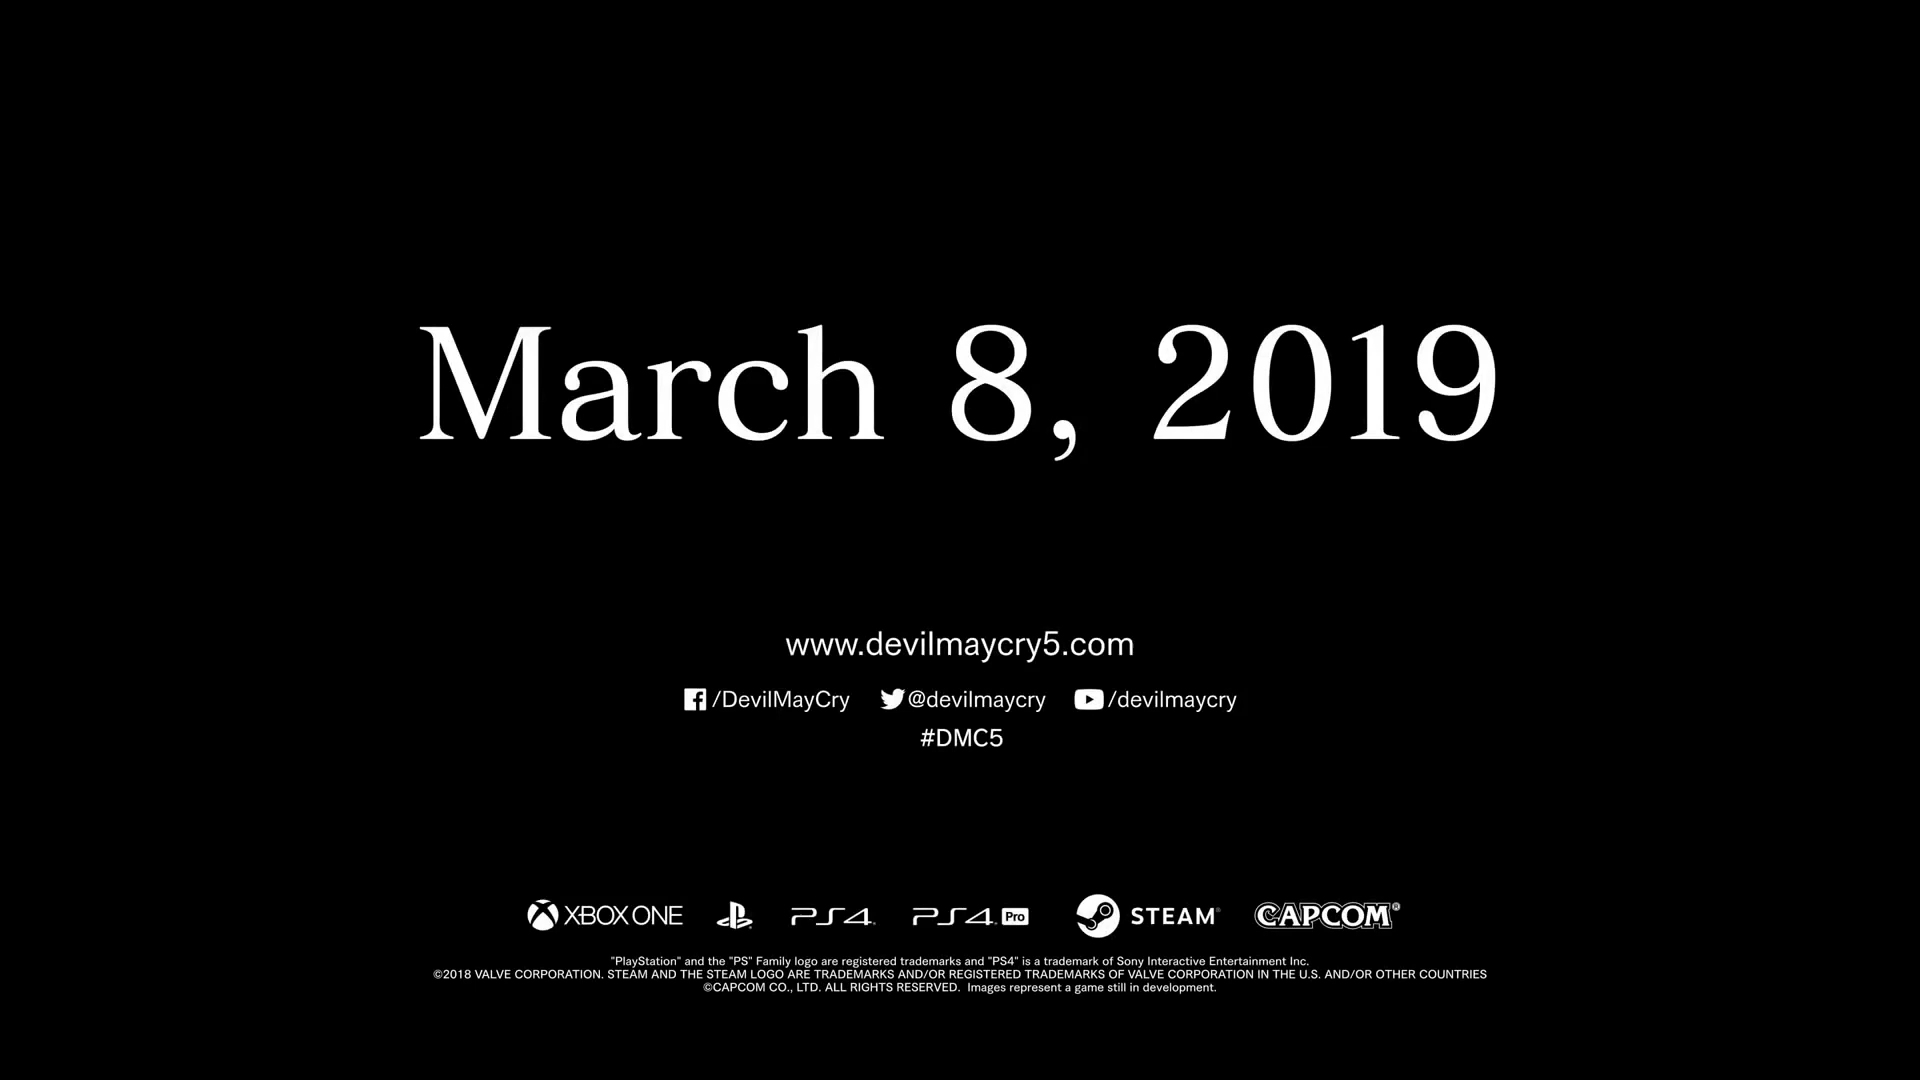 March 8, 2019
www.devilmaycry5.com
/DevilMayCry @devilmaycry /devilmaycry
#DMC5
XBOX ONE PS4 PS4 Pro STEAM® CAPCOM®
"PlayStation" and the "PS" Family logo are registered trademarks and "PS4" is a trademark of Sony Interactive Entertainment Inc.
©2018 VALVE CORPORATION. STEAM AND THE STEAM LOGO ARE TRADEMARKS AND/OR REGISTERED TRADEMARKS OF VALVE CORPORATION IN THE U.S. AND/OR OTHER COUNTRIES
©CAPCOM CO., LTD. ALL RIGHTS RESERVED. Images represent a game still in development.